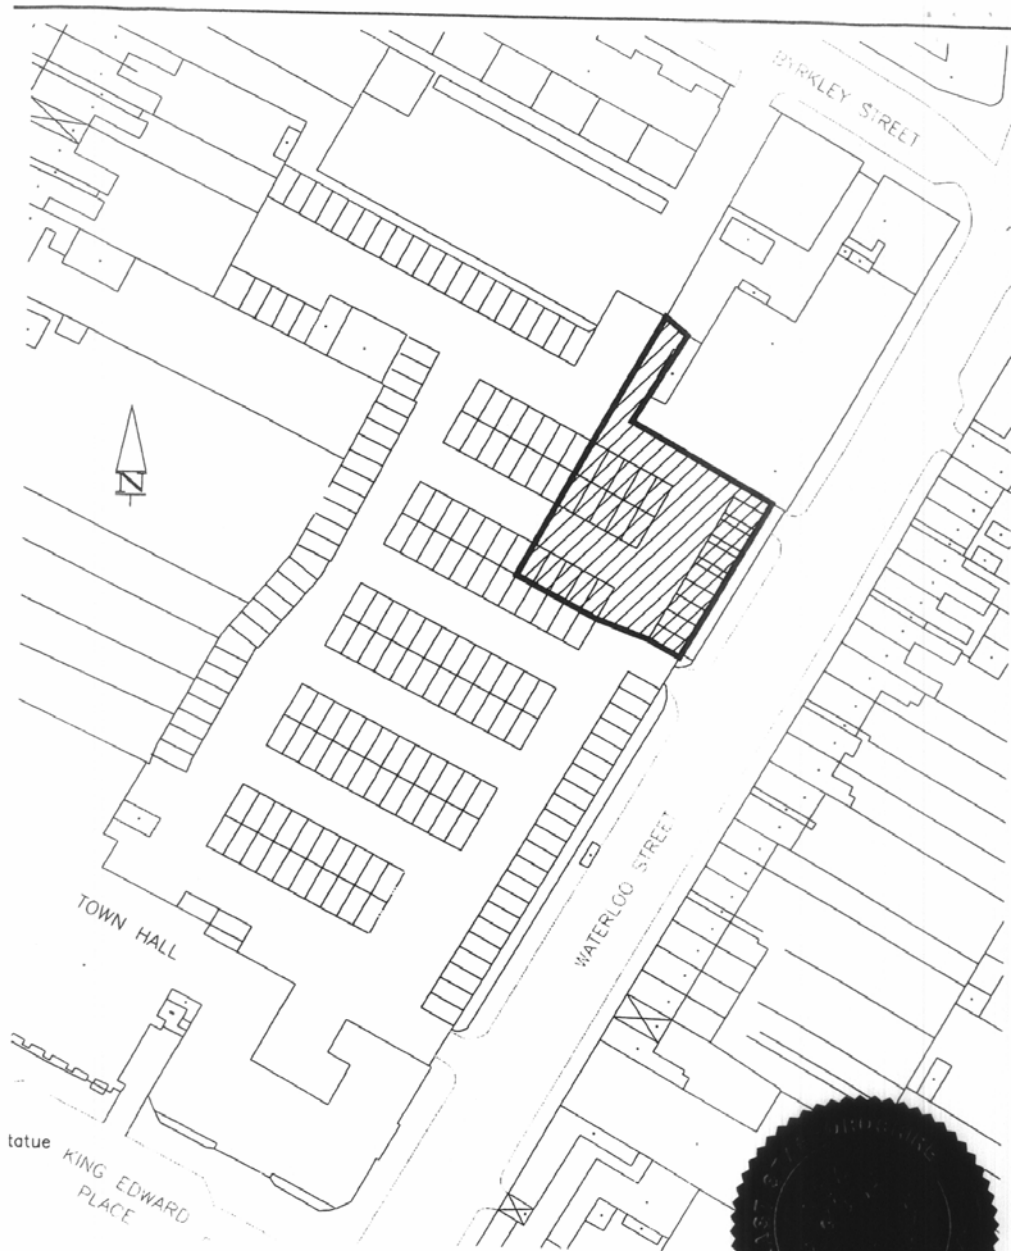 BYRKLEY STREET
WATERLOO STREET
TOWN HALL
tatue
KING EDWARD
PLACE